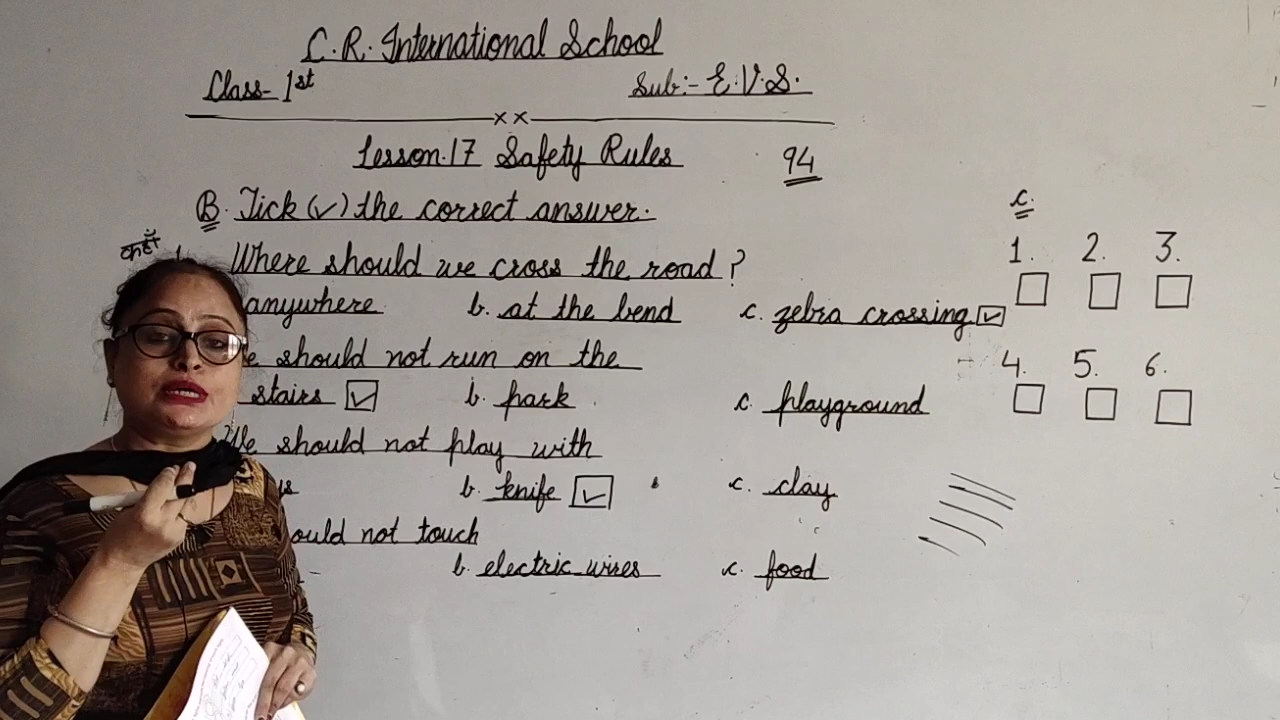 C.R. International School
Class- 1st Sub:- E.V.S.
Lesson.17 Safety Rules 94
B. Tick (✓) the correct answer.
कहाँ
Where should we cross the road?
anywhere b. at the bend c. zebra crossing ✓
should not run on the
stairs ✓ b. park c. playground
We should not play with
b. knife ✓ c. clay
not touch
b. electric wires c. food
c.
1. 2. 3.
4. 5. 6.